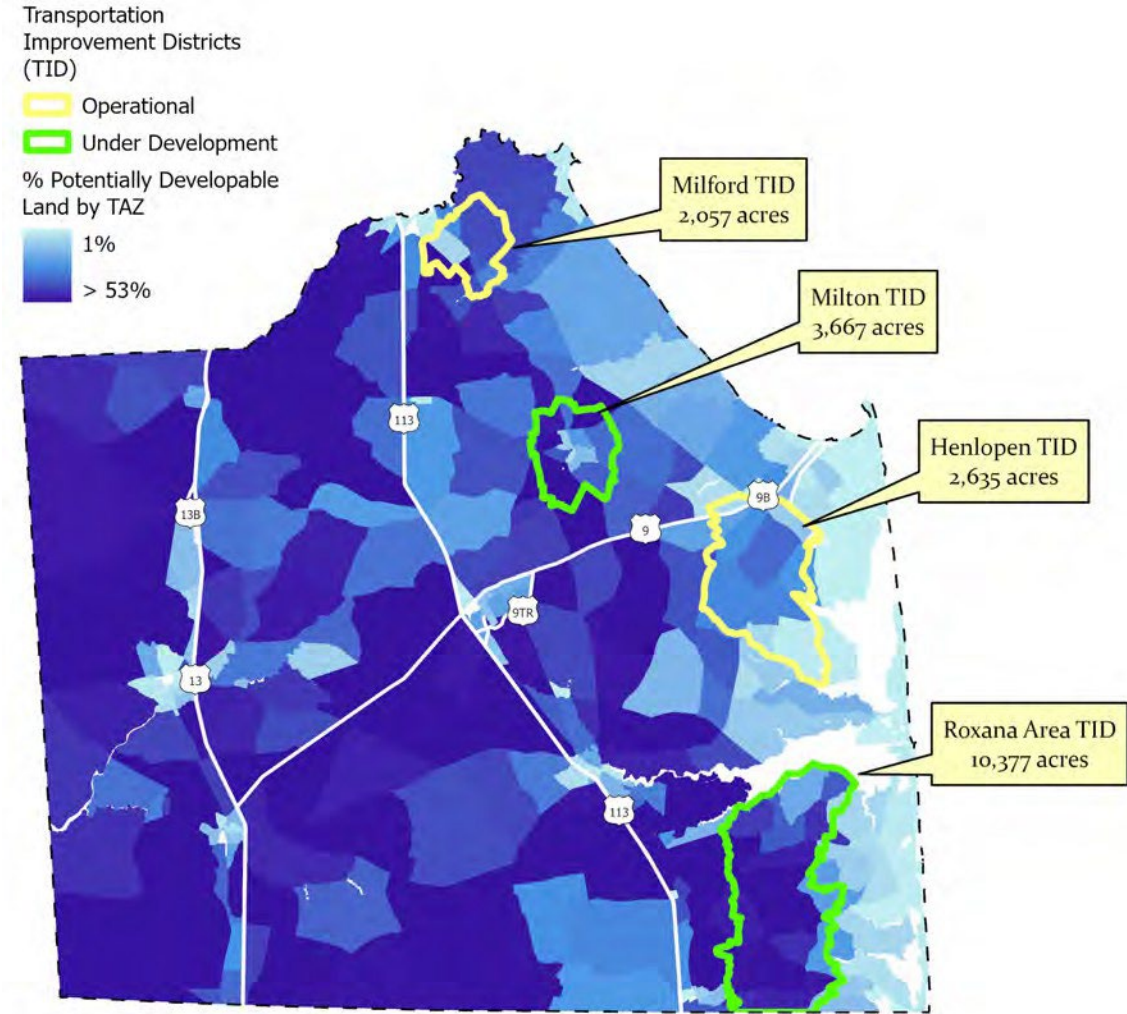 Transportation
Improvement Districts
(TID)
Operational
Under Development
% Potentially Developable
Land by TAZ
1%
> 53%
Milford TID
2,057 acres
Milton TID
3,667 acres
113
Henlopen TID
2,635 acres
9B
13B
9
9TR
13
Roxana Area TID
10,377 acres
113